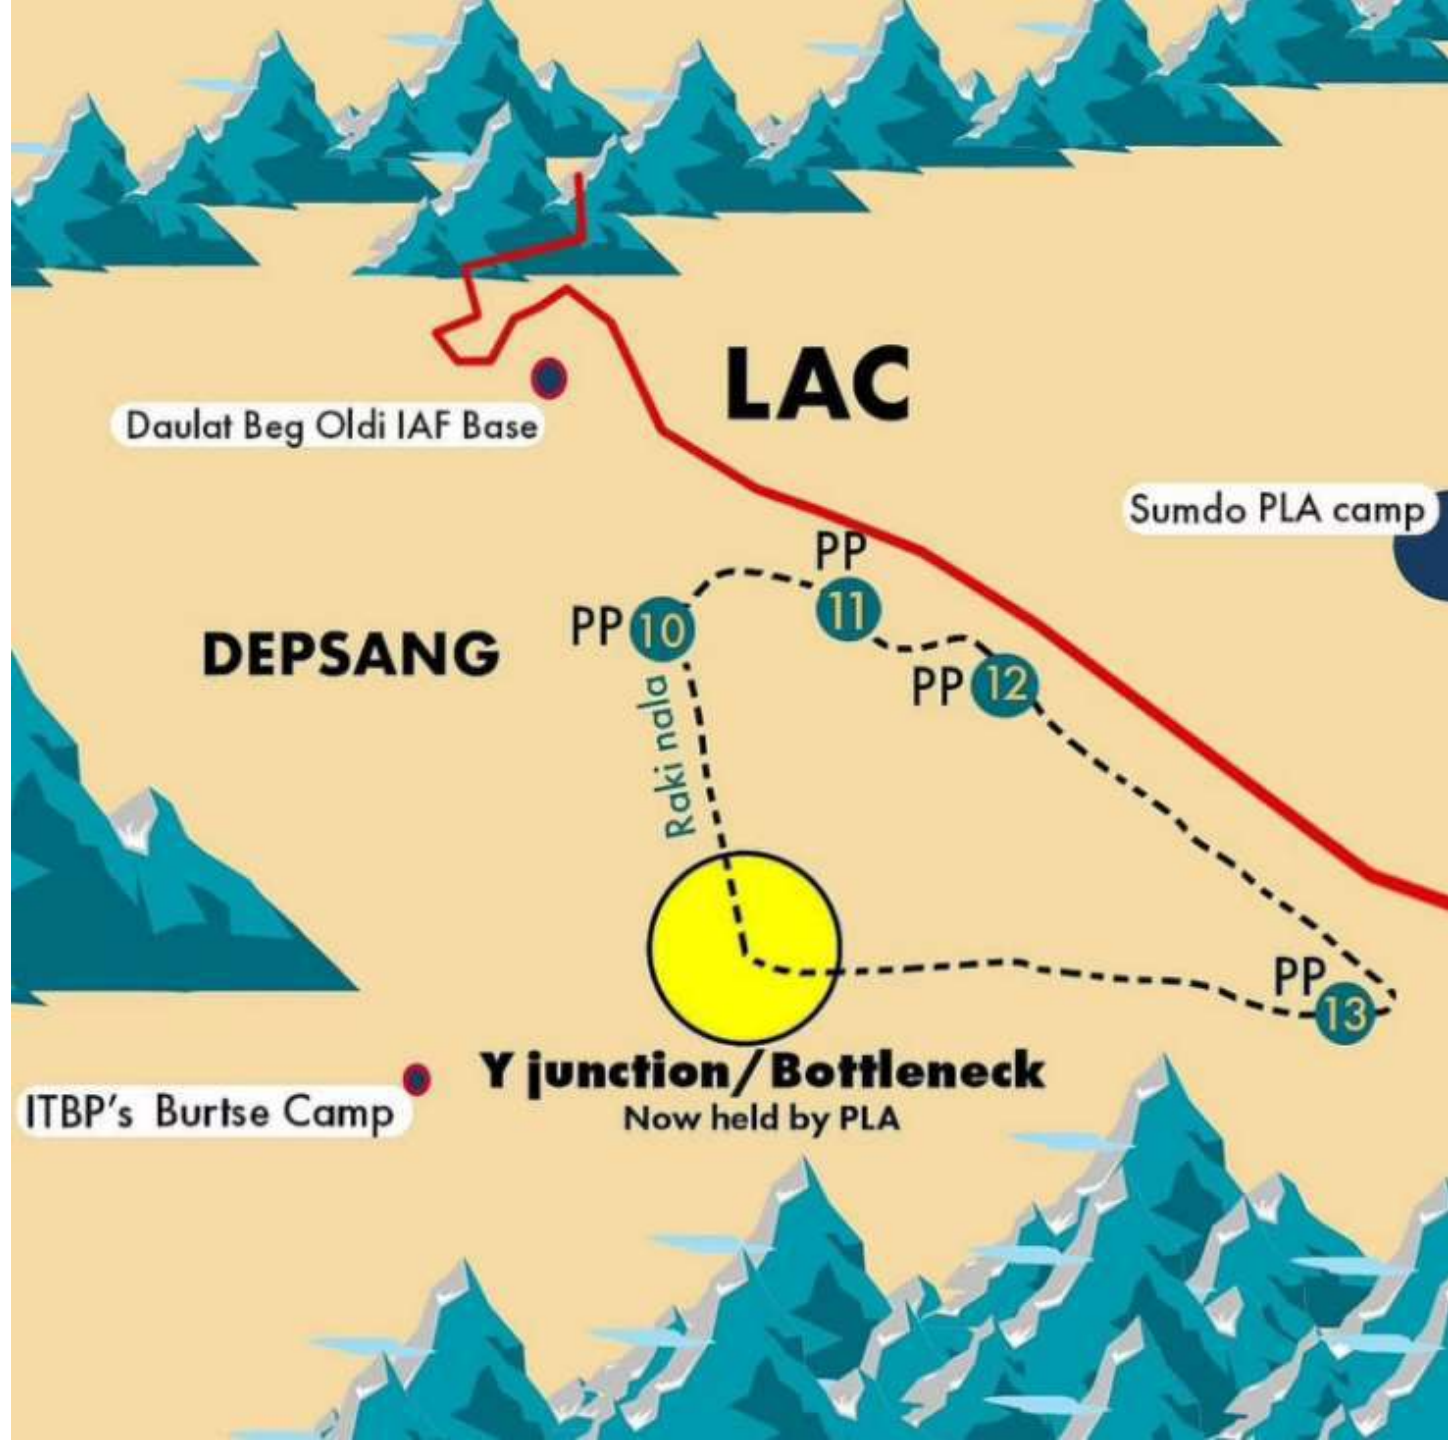 LAC
Daulat Beg Oldi IAF Base
Sumdo PLA camp
PP
11
DEPSANG
PP 10
PP 12
Raki nala
PP
13
Y junction/Bottleneck
Now held by PLA
ITBP's Burtse Camp